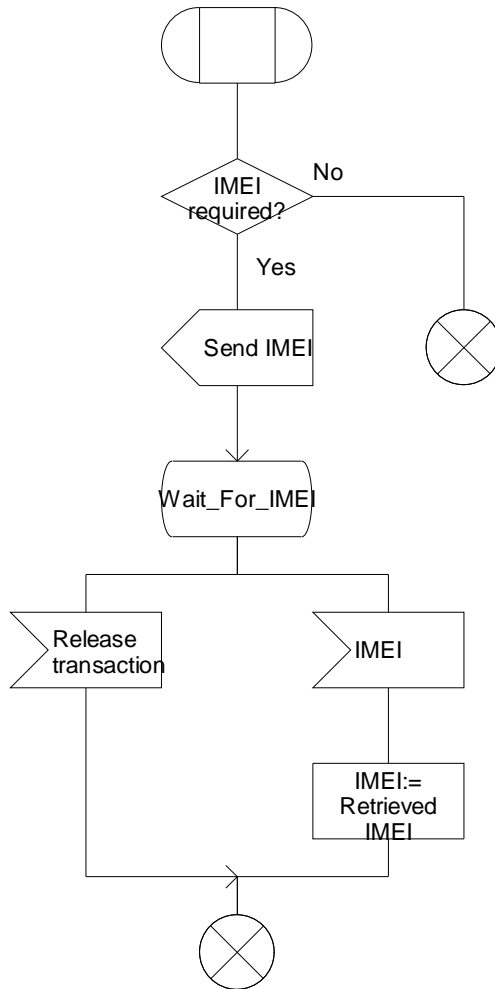 IMEI
required?
No
Yes
Send IMEI
Wait_For_IMEI
Release
transaction
IMEI
IMEI:=
Retrieved
IMEI